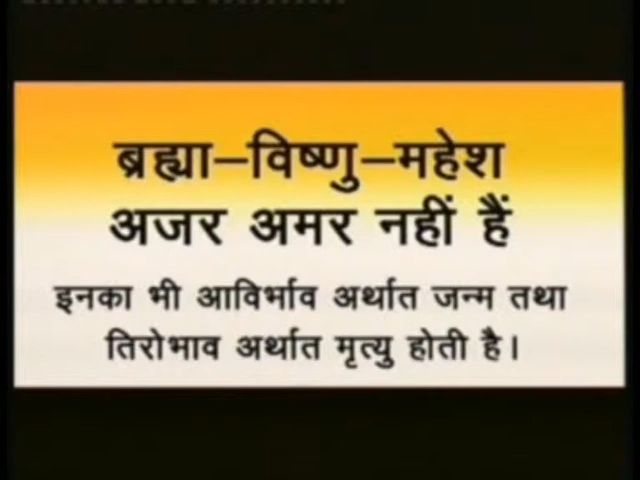 ब्रह्या–विष्णु–महेश
अजर अमर नहीं हैं
इनका भी आविर्भाव अर्थात जन्म तथा
तिरोभाव अर्थात मृत्यु होती है।